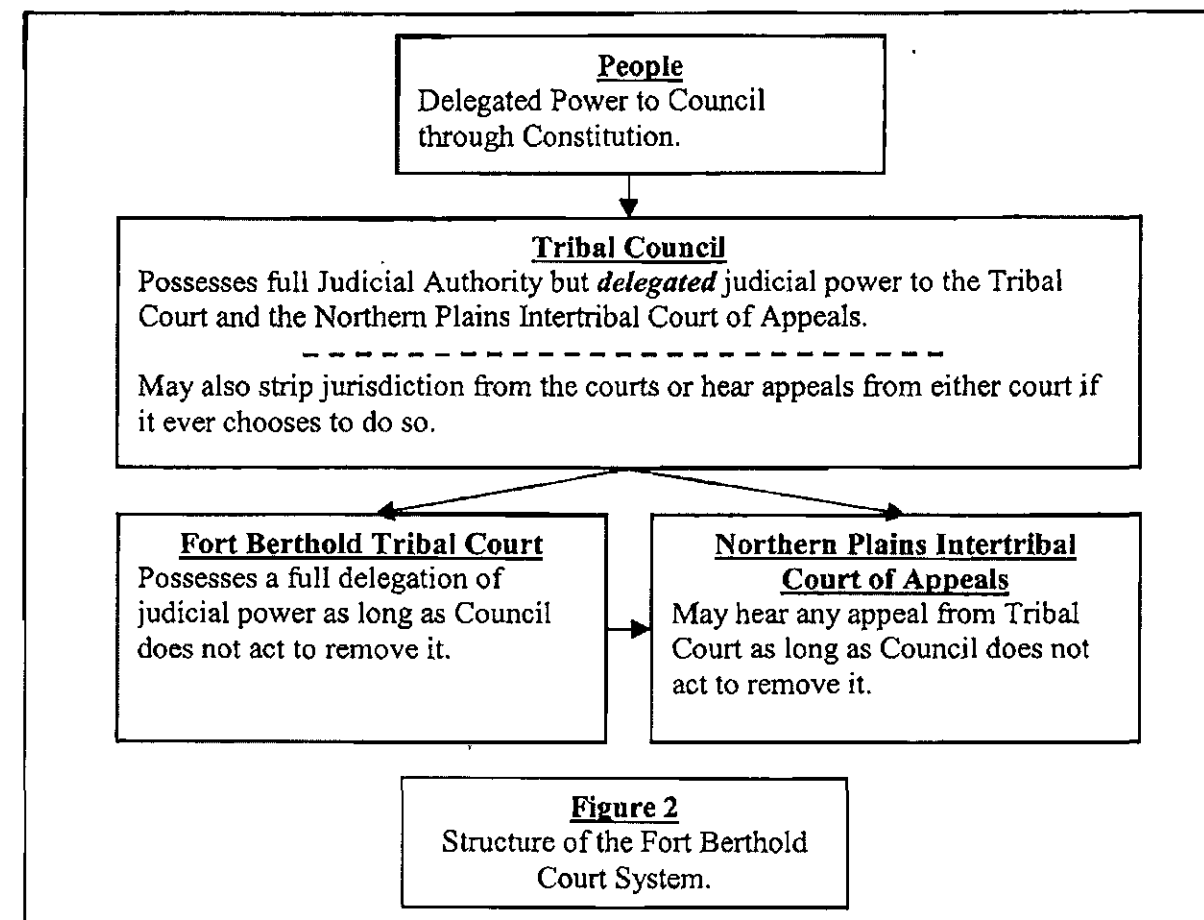 People
Delegated Power to Council
through Constitution.
Tribal Council
Possesses full Judicial Authority but delegated judicial power to the Tribal
Court and the Northern Plains Intertribal Court of Appeals.
May also strip jurisdiction from the courts or hear appeals from either court if
it ever chooses to do so.
Fort Berthold Tribal Court
Possesses a full delegation of
judicial power as long as Council
does not act to remove it.
Northern Plains Intertribal
Court of Appeals
May hear any appeal from Tribal
Court as long as Council does not
act to remove it.
Figure 2
Structure of the Fort Berthold
Court System.